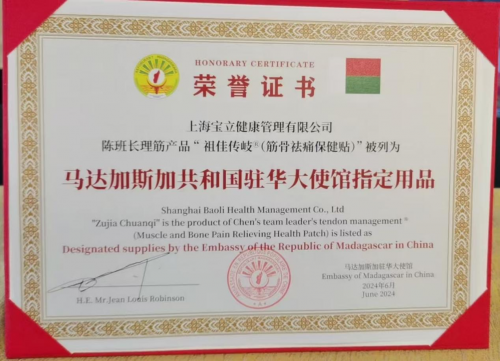 HONORARY CERTIFICATE
荣誉证书
上海宝立健康管理有限公司
陈班长理筋产品“祖佳传岐®(筋骨祛痛保健贴)”被列为
马达加斯加共和国驻华大使馆指定用品
Shanghai Baoli Health Management Co., Ltd
"Zujia Chuanqi" is the product of Chen's team leader's tendon management ®
(Muscle and Bone Pain Relieving Health Patch) is listed as
Designated supplies by the Embassy of the Republic of Madagascar in China
马达加斯加驻华大使馆
Embassy of Madagascar in China
2024年6月
June 2024
H.E. Mr Jean Louis Robinson